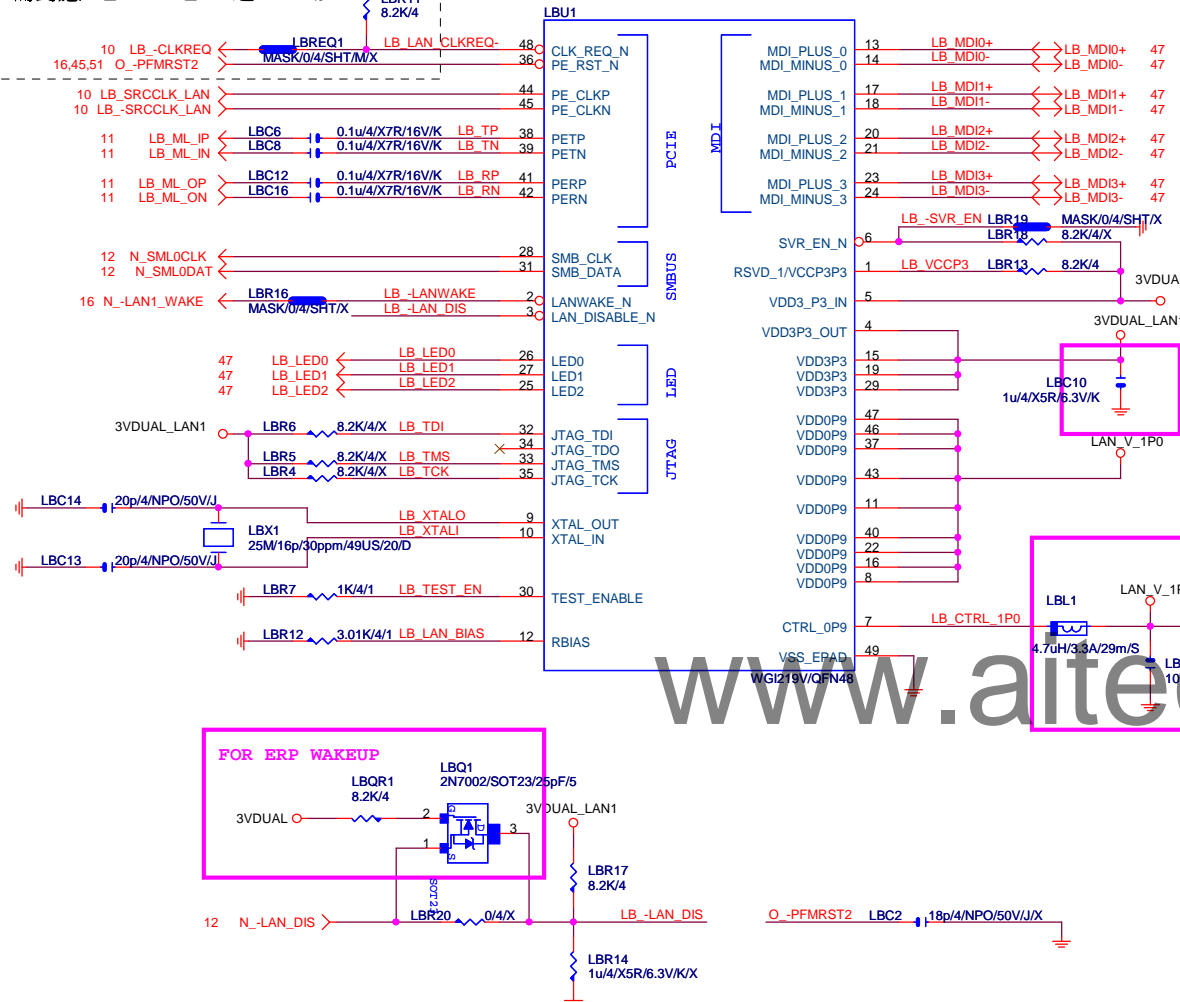 8.2K/4
LBU1
10 LB_-CLKREQ LBREQ1 LB_LAN_CLKREQ- 48 CLK_REQ_N
MASK/0/4/SHT/M/X
16,45,51 O_-PFMRST2 36 PE_RST_N
10 LB_SRCCLK_LAN 44 PE_CLKP
10 LB_-SRCCLK_LAN 45 PE_CLKN
11 LB_ML_IP LBC6 0.1u/4/X7R/16V/K LB_TP 38 PETP
11 LB_ML_IN LBC8 0.1u/4/X7R/16V/K LB_TN 39 PETN
11 LB_ML_OP LBC12 0.1u/4/X7R/16V/K LB_RP 41 PERP
11 LB_ML_ON LBC16 0.1u/4/X7R/16V/K LB_RN 42 PERN
PCIE
12 N_SML0CLK 28 SMB_CLK
12 N_SML0DAT 31 SMB_DATA
SMBUS
16 N_-LAN1_WAKE LBR16 LB_-LANWAKE 2 LANWAKE_N
MASK/0/4/SHT/X LB_-LAN_DIS 3 LAN_DISABLE_N
47 LB_LED0 LB_LED0 26 LED0
47 LB_LED1 LB_LED1 27 LED1
47 LB_LED2 LB_LED2 25 LED2
LED
3VDUAL_LAN1 LBR6 8.2K/4/X LB_TDI 32 JTAG_TDI
34 JTAG_TDO
LBR5 8.2K/4/X LB_TMS 33 JTAG_TMS
LBR4 8.2K/4/X LB_TCK 35 JTAG_TCK
JTAG
LBC14 20p/4/NPO/50V/J
LB_XTALO 9 XTAL_OUT
LBX1 LB_XTALI 10 XTAL_IN
25M/16p/30ppm/49US/20/D
LBC13 20p/4/NPO/50V/J
LBR7 1K/4/1 LB_TEST_EN 30 TEST_ENABLE
LBR12 3.01K/4/1 LB_LAN_BIAS 12 RBIAS
MDI
MDI_PLUS_0 13 LB_MDI0+ LB_MDI0+ 47
MDI_MINUS_0 14 LB_MDI0- LB_MDI0- 47
MDI_PLUS_1 17 LB_MDI1+ LB_MDI1+ 47
MDI_MINUS_1 18 LB_MDI1- LB_MDI1- 47
MDI_PLUS_2 20 LB_MDI2+ LB_MDI2+ 47
MDI_MINUS_2 21 LB_MDI2- LB_MDI2- 47
MDI_PLUS_3 23 LB_MDI3+ LB_MDI3+ 47
MDI_MINUS_3 24 LB_MDI3- LB_MDI3- 47
LB_-SVR_EN LBR19 MASK/0/4/SHT/X
SVR_EN_N 6 LBR18 8.2K/4/X
RSVD_1/VCCP3P3 1 LB_VCCP3 LBR13 8.2K/4
3VDUA
VDD3_P3_IN 5
3VDUAL_LAN1
VDD3P3_OUT 4
VDD3P3 15
VDD3P3 19
VDD3P3 29
LBC10
1u/4/X5R/6.3V/K
VDD0P9 47
VDD0P9 46
VDD0P9 37
LAN_V_1P0
VDD0P9 43
VDD0P9 11
VDD0P9 40
VDD0P9 22
VDD0P9 16
VDD0P9 8
LBL1 LAN_V_1P
CTRL_0P9 7 LB_CTRL_1P0
4.7uH/3.3A/29m/S
LB
10
VSS_EPAD 49
WGI219V/QFN48
www.aite
FOR ERP WAKEUP
LBQ1
2N7002/SOT23/25pF/5
LBQR1
8.2K/4
3VDUAL 2 G D S 1 3
3VDUAL_LAN1
SOT23
LBR17
8.2K/4
12 N_-LAN_DIS LBR20 0/4/X LB_-LAN_DIS
O_-PFMRST2 LBC2 18p/4/NPO/50V/J/X
LBR14
1u/4/X5R/6.3V/K/X